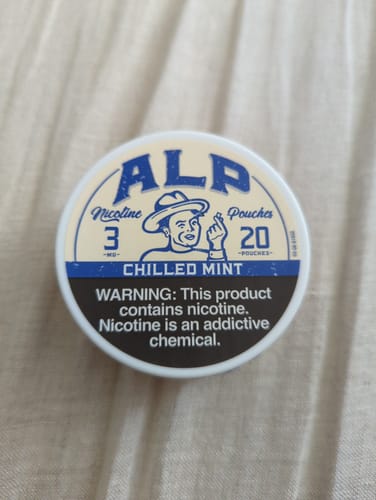 ALP
Nicotine Pouches
3 20
-MG- -POUCHES-
CHILLED MINT
WARNING: This product
contains nicotine.
Nicotine is an addictive
chemical.